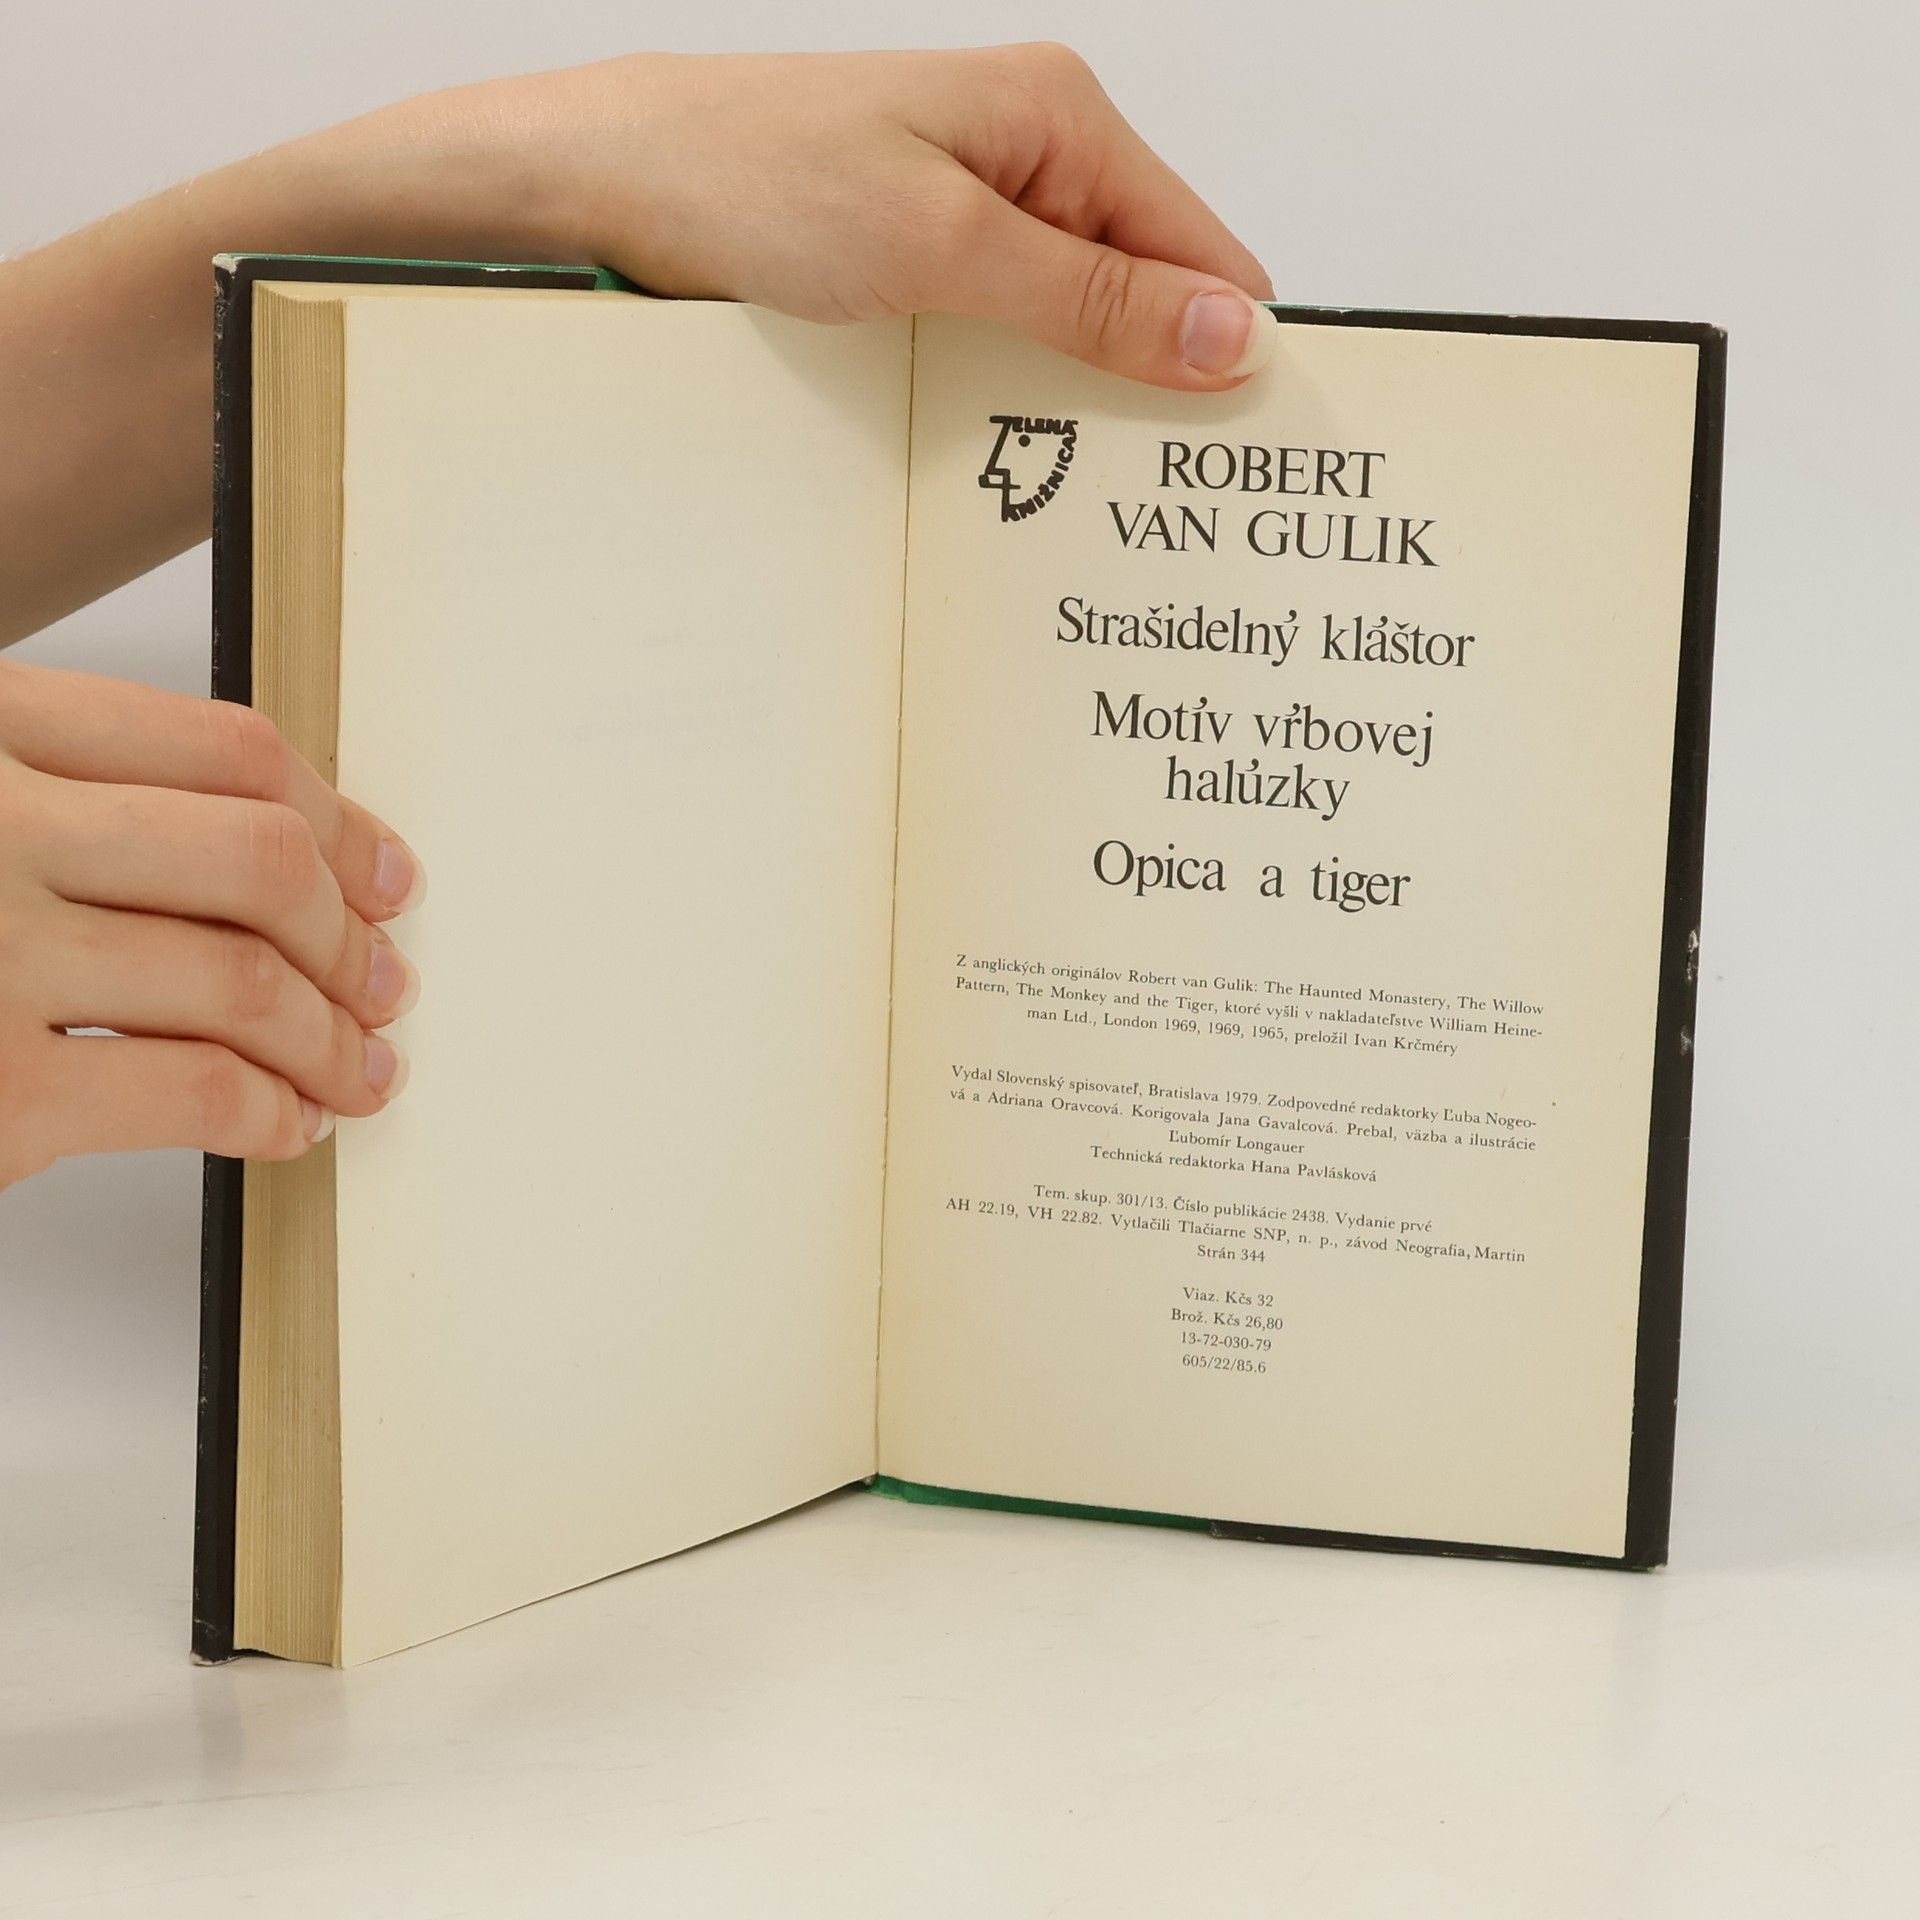 ZELENÁ
KNIŽNICA
ROBERT
VAN GULIK
Strašidelný kláštor
Motív vŕbovej
halúzky
Opica a tiger
Z anglických originálov Robert van Gulik: The Haunted Monastery, The Willow
Pattern, The Monkey and the Tiger, ktoré vyšli v nakladateľstve William Heine-
man Ltd., London 1969, 1969, 1965, preložil Ivan Krčméry
Vydal Slovenský spisovateľ, Bratislava 1979. Zodpovedné redaktorky Ľuba Nogeo-
vá a Adriana Oravcová. Korigovala Jana Gavalcová. Prebal, väzba a ilustrácie
Ľubomír Longauer
Technická redaktorka Hana Pavlásková
Tem. skup. 301/13. Číslo publikácie 2438. Vydanie prvé
AH 22.19, VH 22.82. Vytlačili Tlačiarne SNP, n. p., závod Neografia, Martin
Strán 344
Viaz. Kčs 32
Brož. Kčs 26,80
13-72-030-79
605/22/85.6